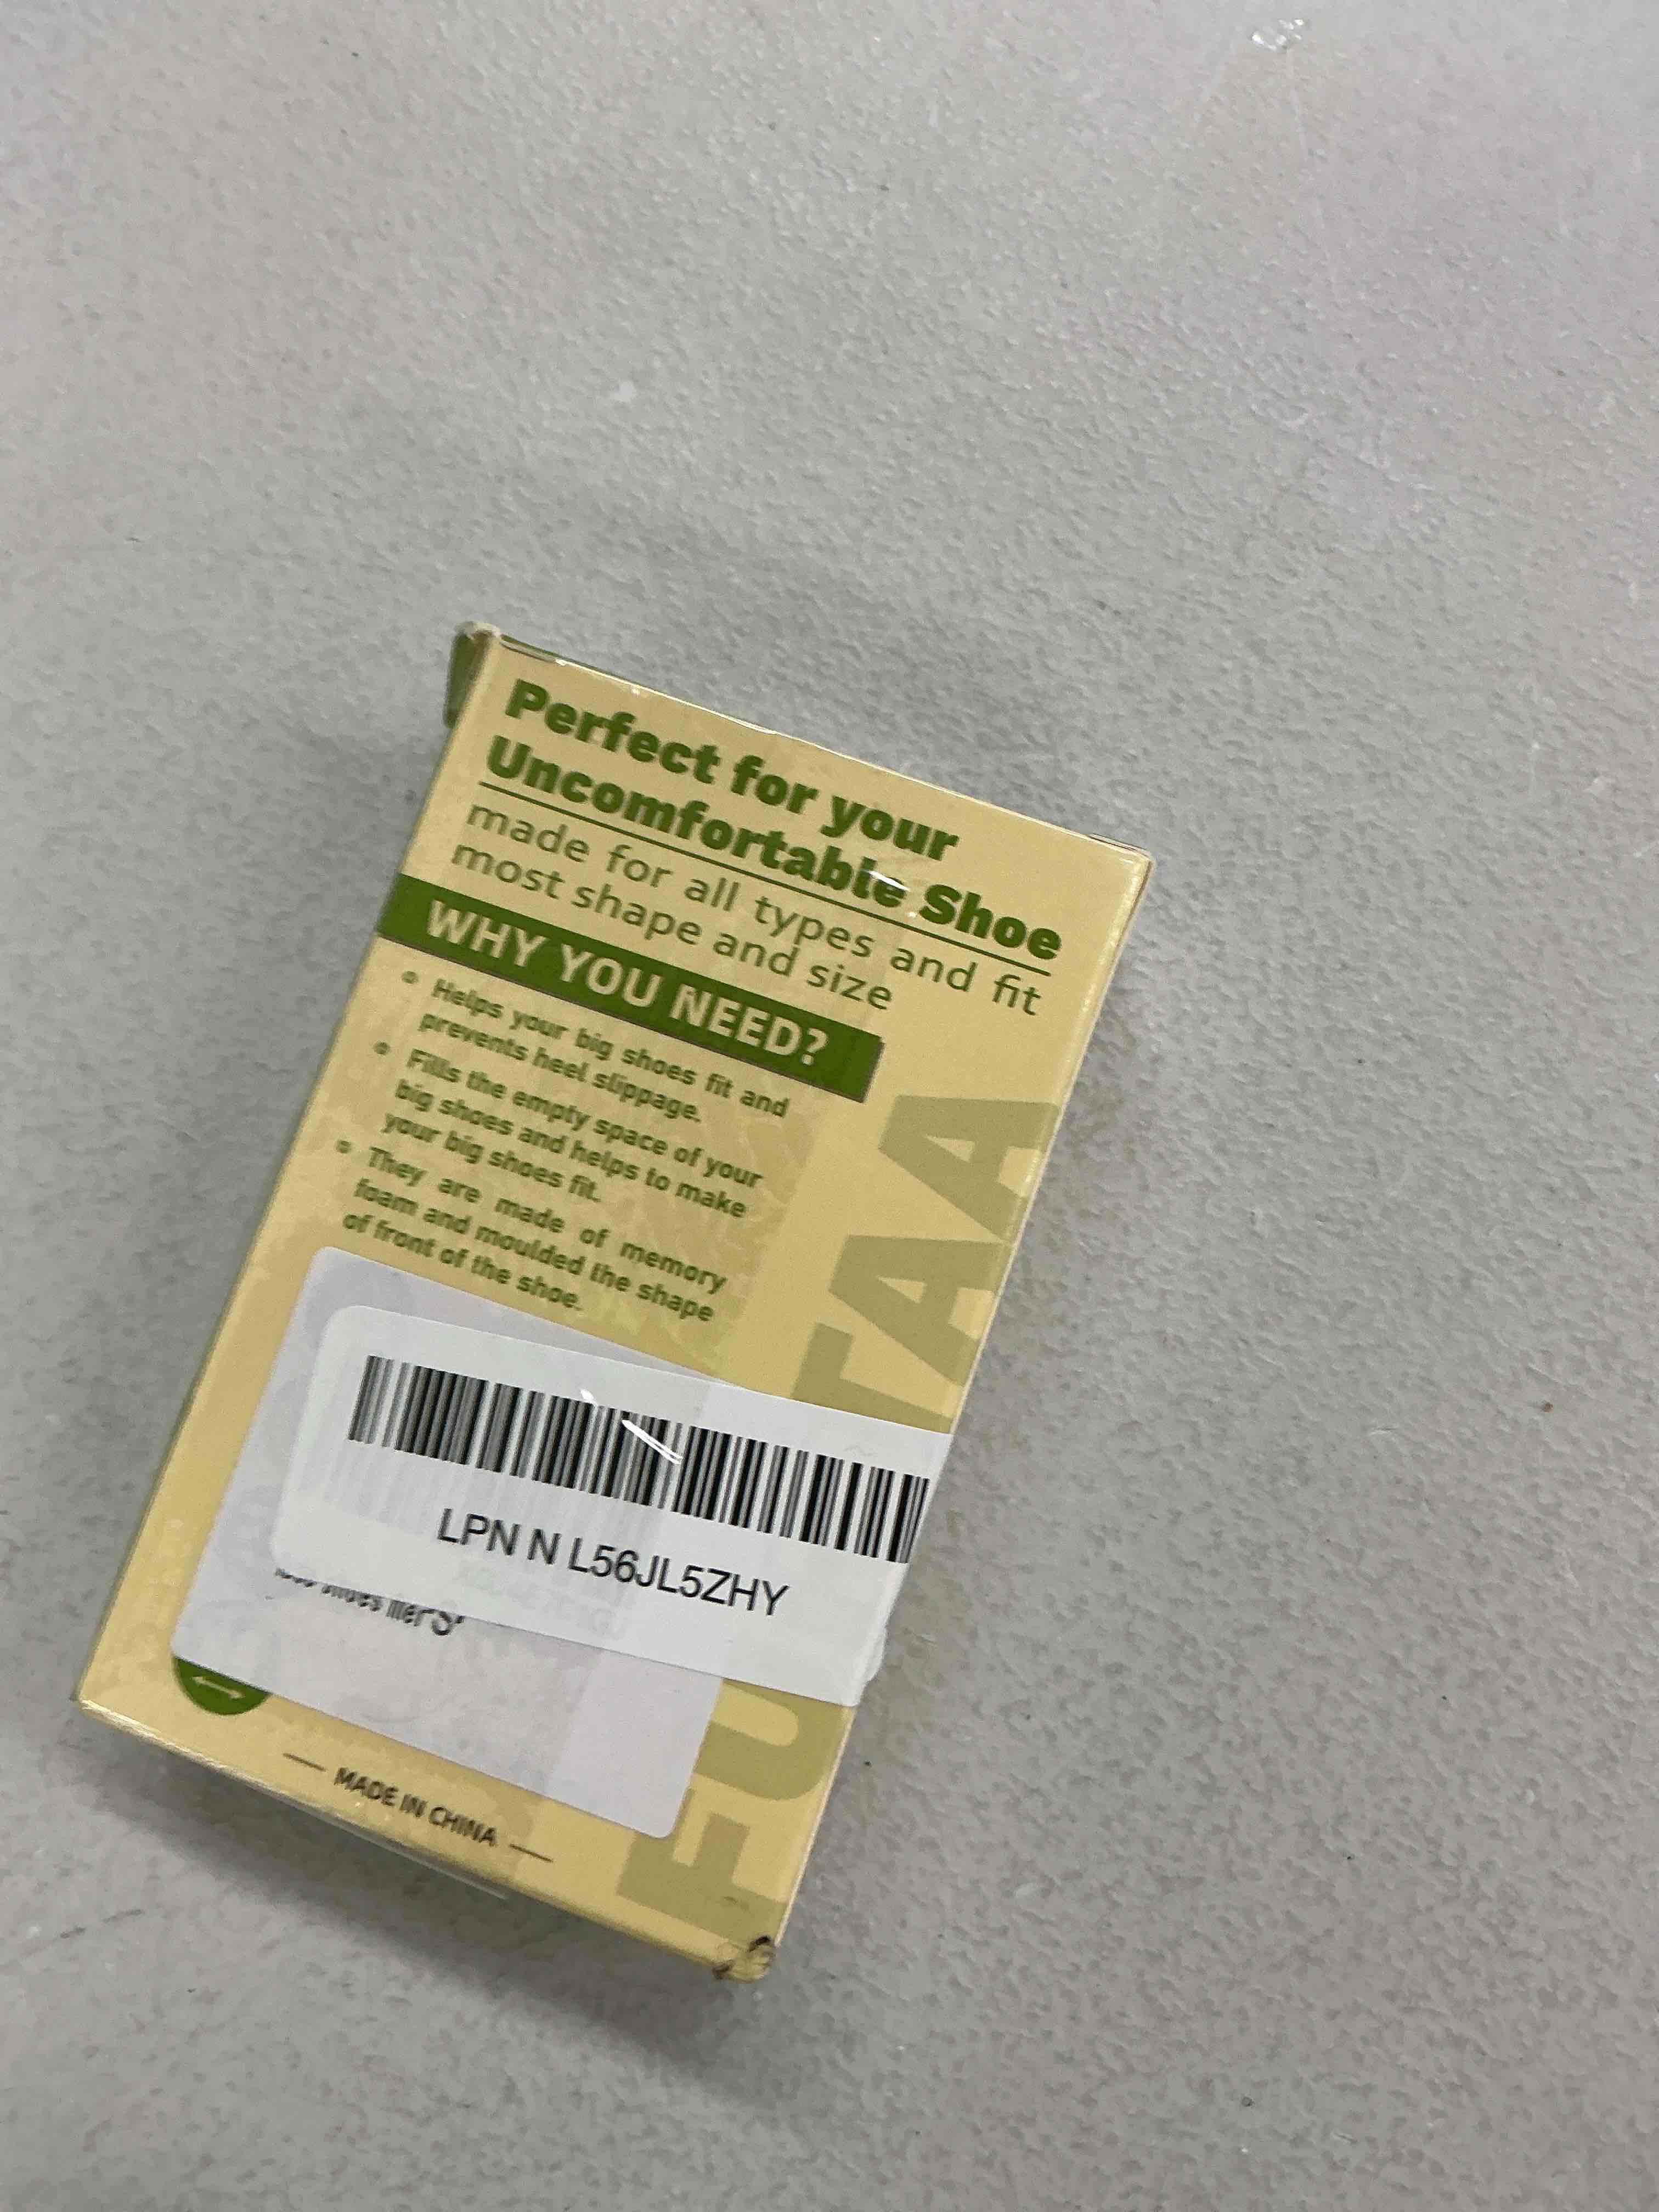 Perfect for your
Uncomfortable Shoe
made for all types and fit
most shape and size
WHY YOU NEED?
Helps your big shoes fit and
prevents heel slippage.
Fills the empty space of your
big shoes and helps to make
your big shoes fit.
They are made of memory
foam and moulded the shape
of front of the shoe.
LPN N L56JL5ZHY
MADE IN CHINA